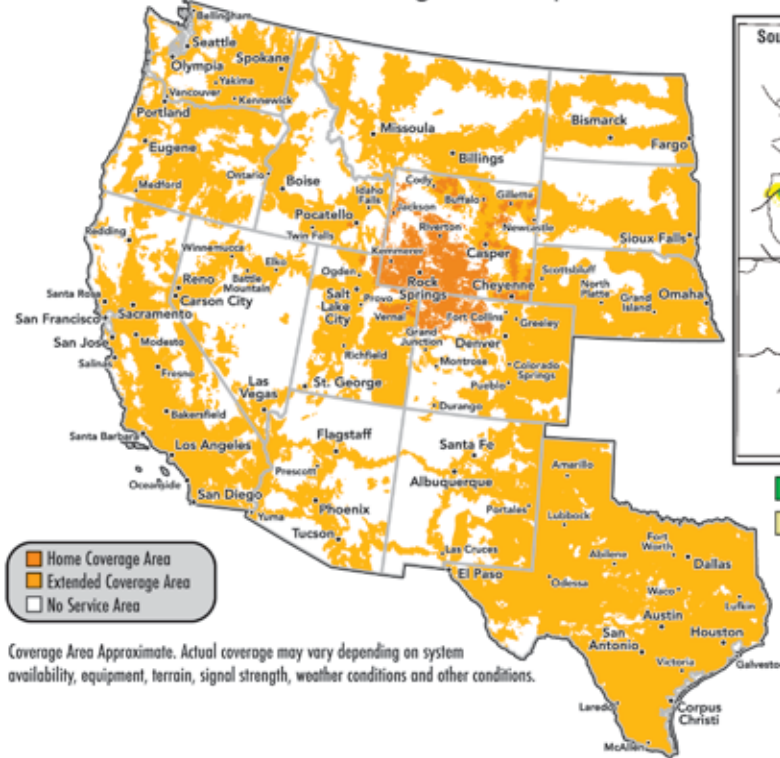 Bellingham
Seattle
Spokane
Olympia
Yakima
Vancouver
Kennewick
Portland
Eugene
Medford
Ontario
Missoula
Billings
Bismarck
Fargo
Boise
Idaho
Falls
Pocatello
Twin Falls
Cody
Jackson
Buffalo
Gillette
Riverton
Newcastle
Kemmerer
Casper
Rock
Springs
Cheyenne
Sioux Falls
Scottsbluff
North
Platte
Grand
Island
Omaha
Redding
Winnemucca
Elko
Reno
Battle
Mountain
Carson City
Ogden
Salt
Lake
City
Provo
Vernal
Fort Collins
Greeley
Grand
Junction
Denver
Santa Rosa
Sacramento
San Francisco
San Jose
Modesto
Salinas
Fresno
Richfield
Montrose
Colorado
Springs
Pueblo
Las
Vegas
St. George
Durango
Bakersfield
Santa Barbara
Los Angeles
Flagstaff
Santa Fe
Prescott
Albuquerque
Amarillo
Oceanside
San Diego
Yuma
Phoenix
Portales
Lubbock
Tucson
Las Cruces
El Paso
Abilene
Fort
Worth
Dallas
Odessa
Waco
Lufkin
Austin
San
Antonio
Houston
Victoria
Galvesto
Laredo
Corpus
Christi
McAllen
Sou
Home Coverage Area
Extended Coverage Area
No Service Area
Coverage Area Approximate. Actual coverage may vary depending on system
availability, equipment, terrain, signal strength, weather conditions and other conditions.